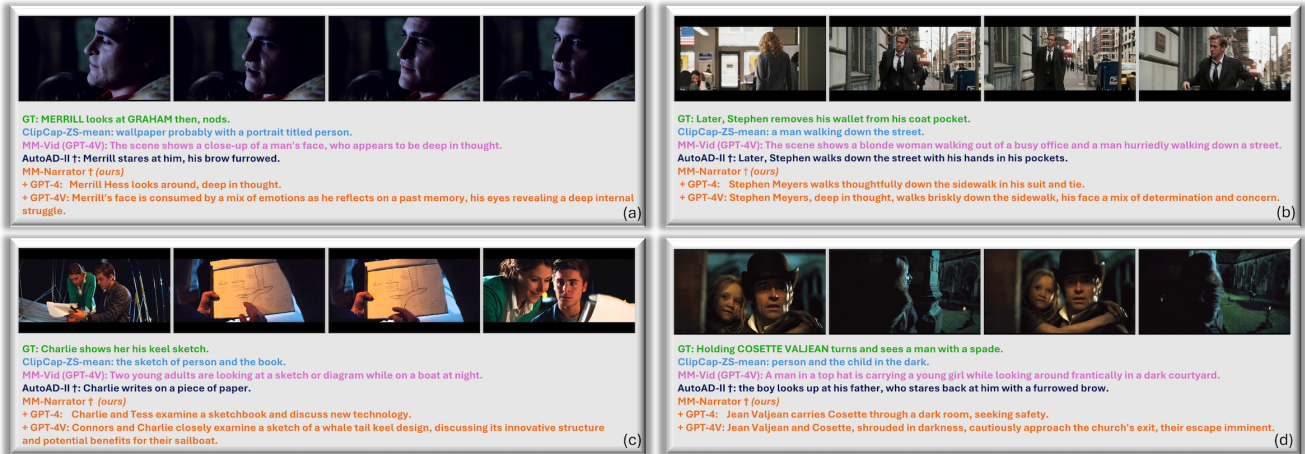 GT: MERRILL looks at GRAHAM then, nods.
ClipCap-ZS-mean: wallpaper probably with a portrait titled person.
MM-Vid (GPT-4V): The scene shows a close-up of a man's face, who appears to be deep in thought.
AutoAD-II †: Merrill stares at him, his brow furrowed.
MM-Narrator † (ours)
+ GPT-4: Merrill Hess looks around, deep in thought.
+ GPT-4V: Merrill's face is consumed by a mix of emotions as he reflects on a past memory, his eyes revealing a deep internal
struggle.
(a)
GT: Later, Stephen removes his wallet from his coat pocket.
ClipCap-ZS-mean: a man walking down the street.
MM-Vid (GPT-4V): The scene shows a blonde woman walking out of a busy office and a man hurriedly walking down a street.
AutoAD-II †: Later, Stephen walks down the street with his hands in his pockets.
MM-Narrator † (ours)
+ GPT-4: Stephen Meyers walks thoughtfully down the sidewalk in his suit and tie.
+ GPT-4V: Stephen Meyers, deep in thought, walks briskly down the sidewalk, his face a mix of determination and concern.
(b)
GT: Charlie shows her his keel sketch.
ClipCap-ZS-mean: the sketch of person and the book.
MM-Vid (GPT-4V): Two young adults are looking at a sketch or diagram while on a boat at night.
AutoAD-II †: Charlie writes on a piece of paper.
MM-Narrator † (ours)
+ GPT-4: Charlie and Tess examine a sketchbook and discuss new technology.
+ GPT-4V: Connors and Charlie closely examine a sketch of a whale tail keel design, discussing its innovative structure
and potential benefits for their sailboat.
(c)
GT: Holding COSETTE VALJEAN turns and sees a man with a spade.
ClipCap-ZS-mean: person and the child in the dark.
MM-Vid (GPT-4V): A man in a top hat is carrying a young girl while looking around frantically in a dark courtyard.
AutoAD-II †: the boy looks up at his father, who stares back at him with a furrowed brow.
MM-Narrator † (ours)
+ GPT-4: Jean Valjean carries Cosette through a dark room, seeking safety.
+ GPT-4V: Jean Valjean and Cosette, shrouded in darkness, cautiously approach the church's exit, their escape imminent.
(d)